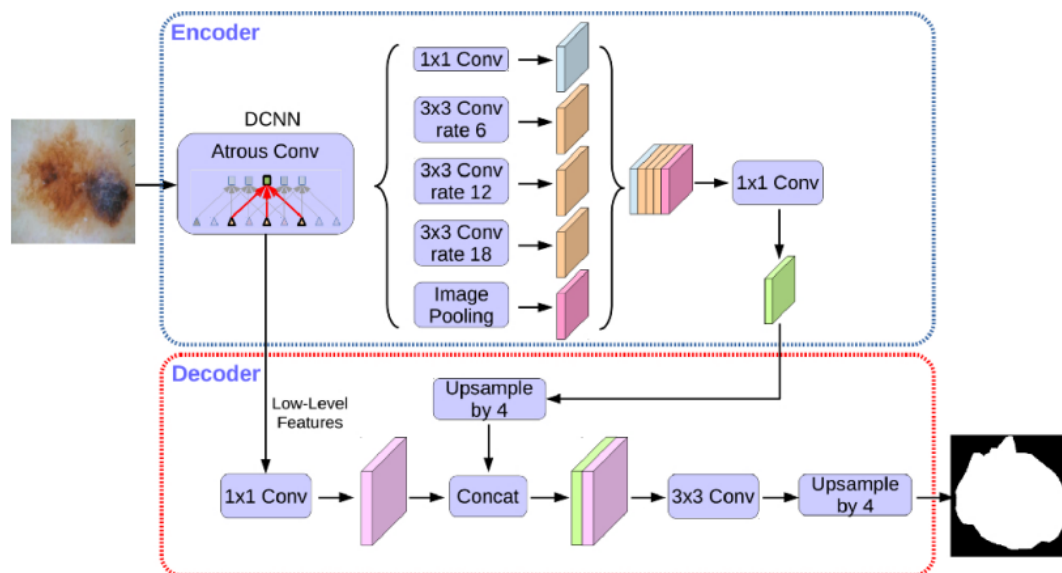 Encoder
DCNN
Atrous Conv
1x1 Conv
3x3 Conv
rate 6
3x3 Conv
rate 12
3x3 Conv
rate 18
Image
Pooling
1x1 Conv
Decoder
Low-Level
Features
Upsample
by 4
1x1 Conv
Concat
3x3 Conv
Upsample
by 4